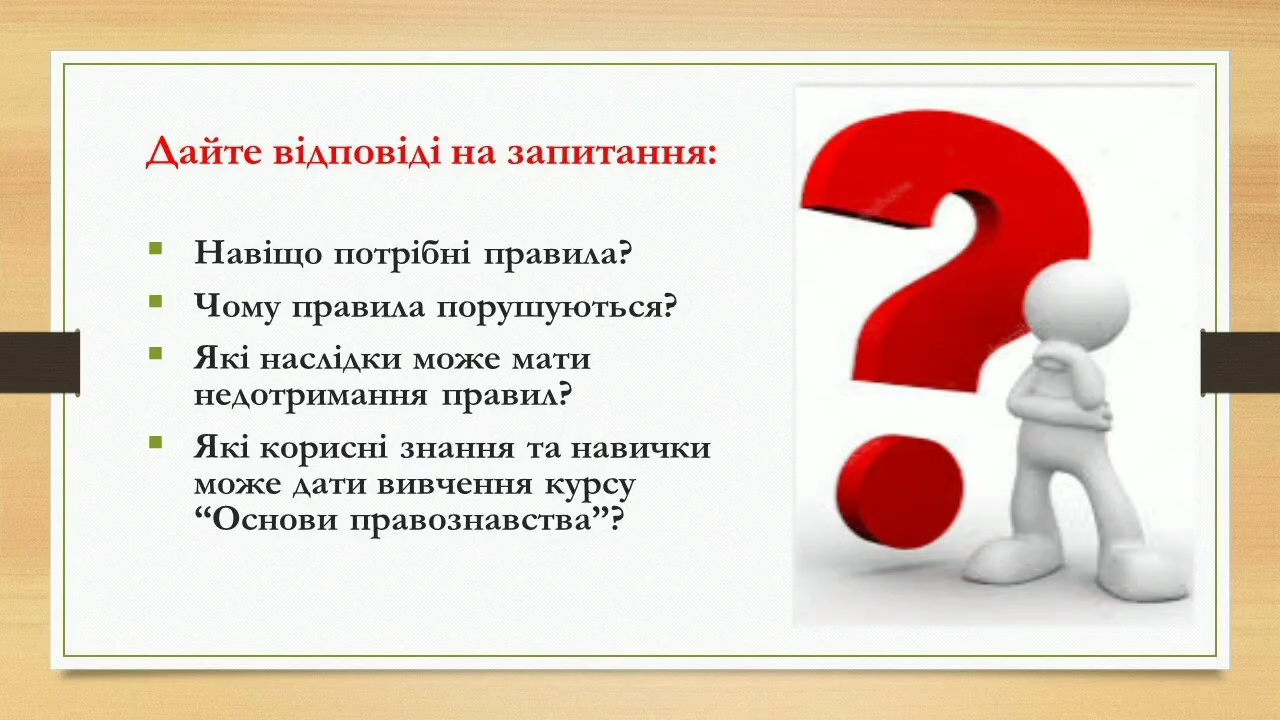 Дайте відповіді на запитання:
Навіщо потрібні правила?
Чому правила порушуються?
Які наслідки може мати
недотримання правил?
Які корисні знання та навички
може дати вивчення курсу
“Основи правознавства”?